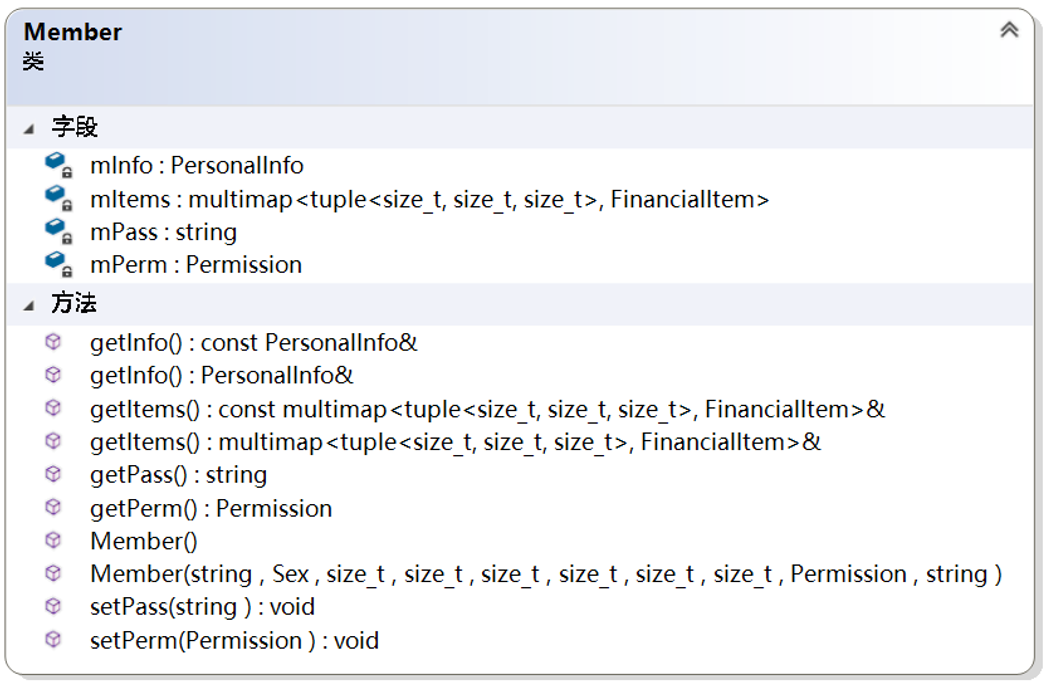 Member
类
字段
mInfo : PersonalInfo
mItems : multimap<tuple<size_t, size_t, size_t>, FinancialItem>
mPass : string
mPerm : Permission
方法
getInfo() : const PersonalInfo&
getInfo() : PersonalInfo&
getItems() : const multimap<tuple<size_t, size_t, size_t>, FinancialItem>&
getItems() : multimap<tuple<size_t, size_t, size_t>, FinancialItem>&
getPass() : string
getPerm() : Permission
Member()
Member(string , Sex , size_t , size_t , size_t , size_t , size_t , size_t , Permission , string )
setPass(string ) : void
setPerm(Permission ) : void